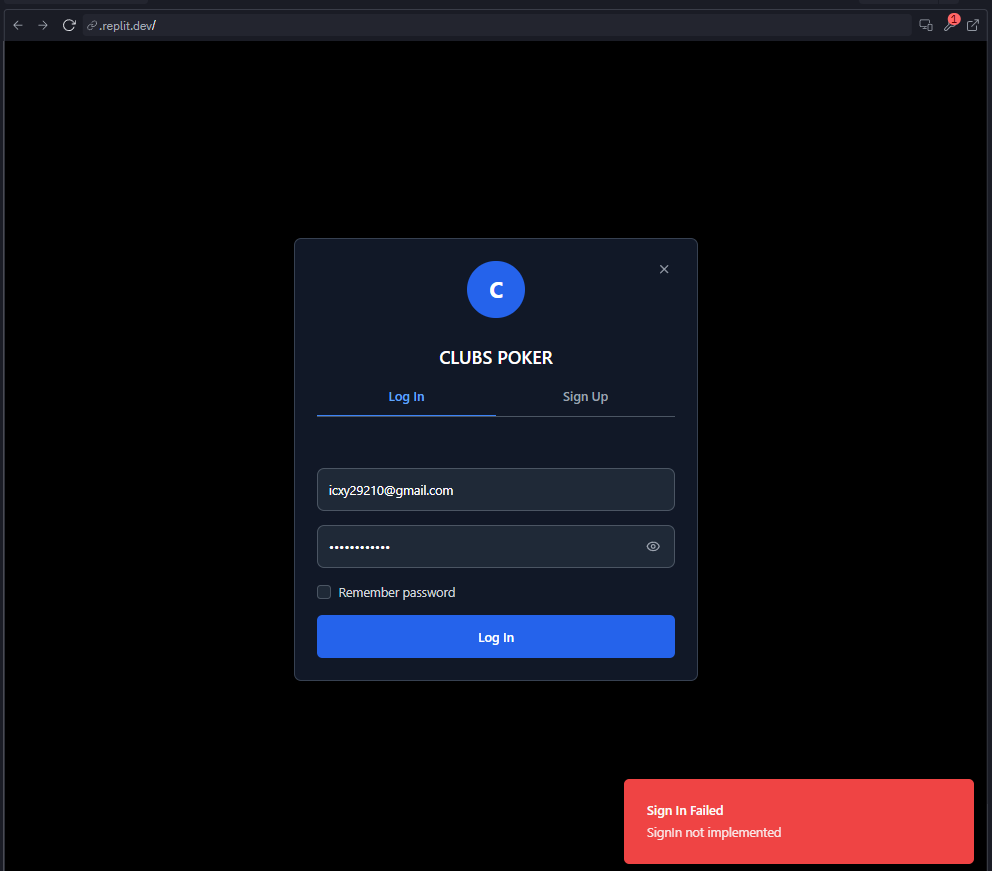 .replit.dev/
1
C
CLUBS POKER
Log In
Sign Up
icxy29210@gmail.com
••••••••••••
Remember password
Log In
Sign In Failed
SignIn not implemented